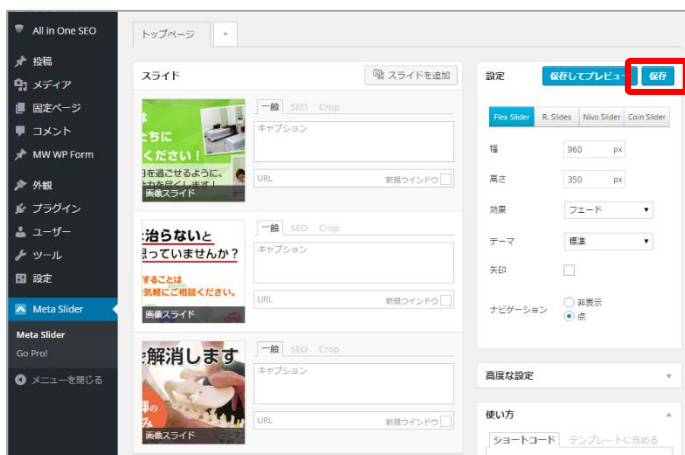 All in One SEO
投稿
メディア
固定ページ
コメント
MW WP Form
外観
プラグイン
ユーザー
ツール
設定
Meta Slider
Meta Slider
Go Pro!
メニューを閉じる
トップページ
+
スライド
スライドを追加
ちに
ください！
日を過ごせるように、
画像スライド
一般 SEO Crop
キャプション
URL 新規ウインドウ
治らないと
思っていませんか？
することは
気軽にご相談ください。
画像スライド
一般 SEO Crop
キャプション
URL 新規ウインドウ
解消します
画像スライド
一般 SEO Crop
キャプション
URL 新規ウインドウ
設定 保存してプレビュー 保存
Flex Slider R. Slides Nivo Slider Coin Slider
幅 960 px
高さ 350 px
効果 フェード
テーマ 標準
矢印
ナビゲーション 非表示
点
高度な設定
使い方
ショートコード テンプレートに含める